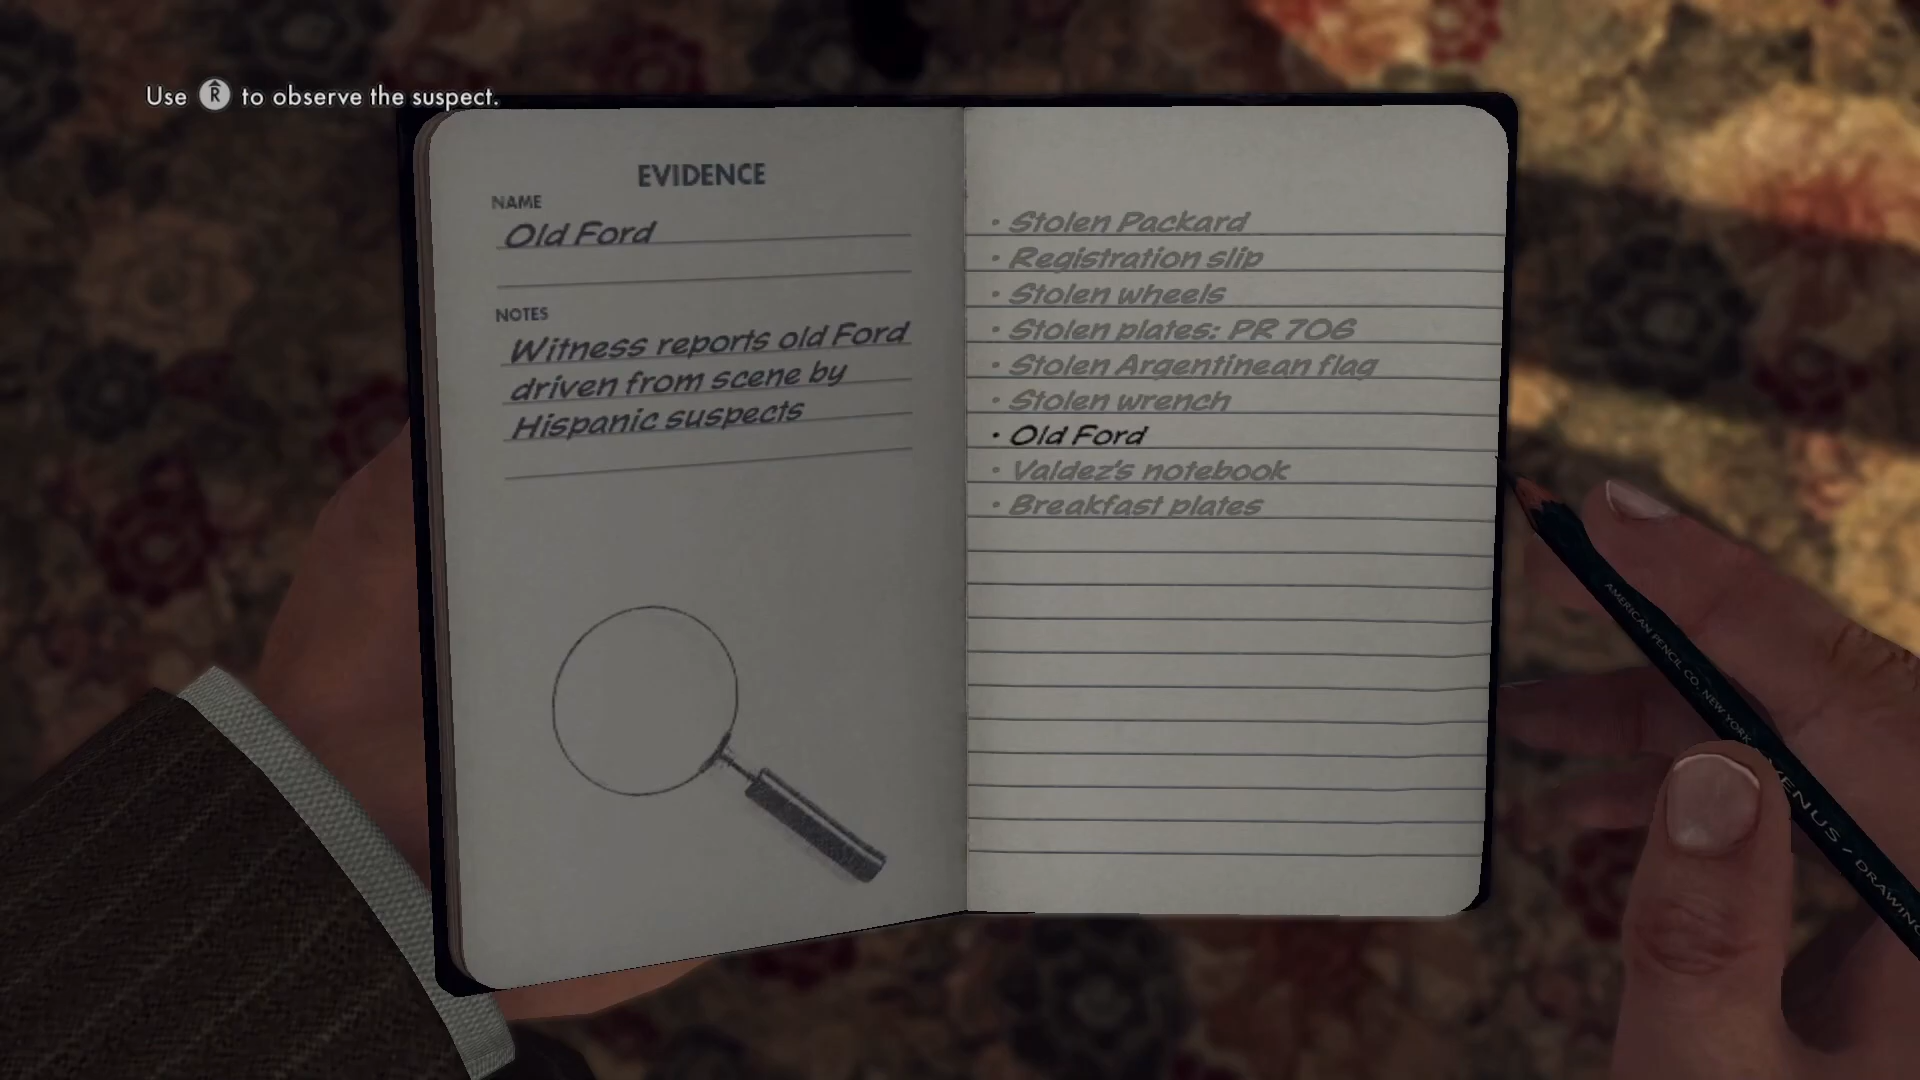 Use R to observe the suspect.
EVIDENCE
NAME
Old Ford
NOTES
Witness reports old Ford
driven from scene by
Hispanic suspects
• Stolen Packard
• Registration slip
• Stolen wheels
• Stolen plates: PR 706
• Stolen Argentinean flag
• Stolen wrench
• Old Ford
• Valdez's notebook
• Breakfast plates
AMERICAN PENCIL CO. NEW YORK
VENUS / DRAWING